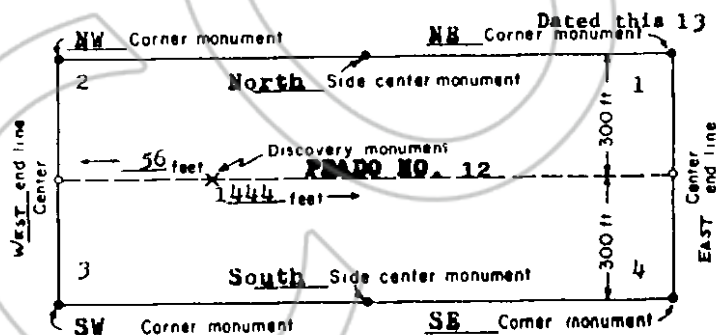 Dated this 13
NW Corner monument NE Corner monument
2 North Side center monument 1
300 ft
56 feet Discovery monument
PRADO NO. 12
1444 feet
WEST end line
Center
Center
EAST end line
300 ft
3 South Side center monument 4
SW Corner monument SE Corner monument